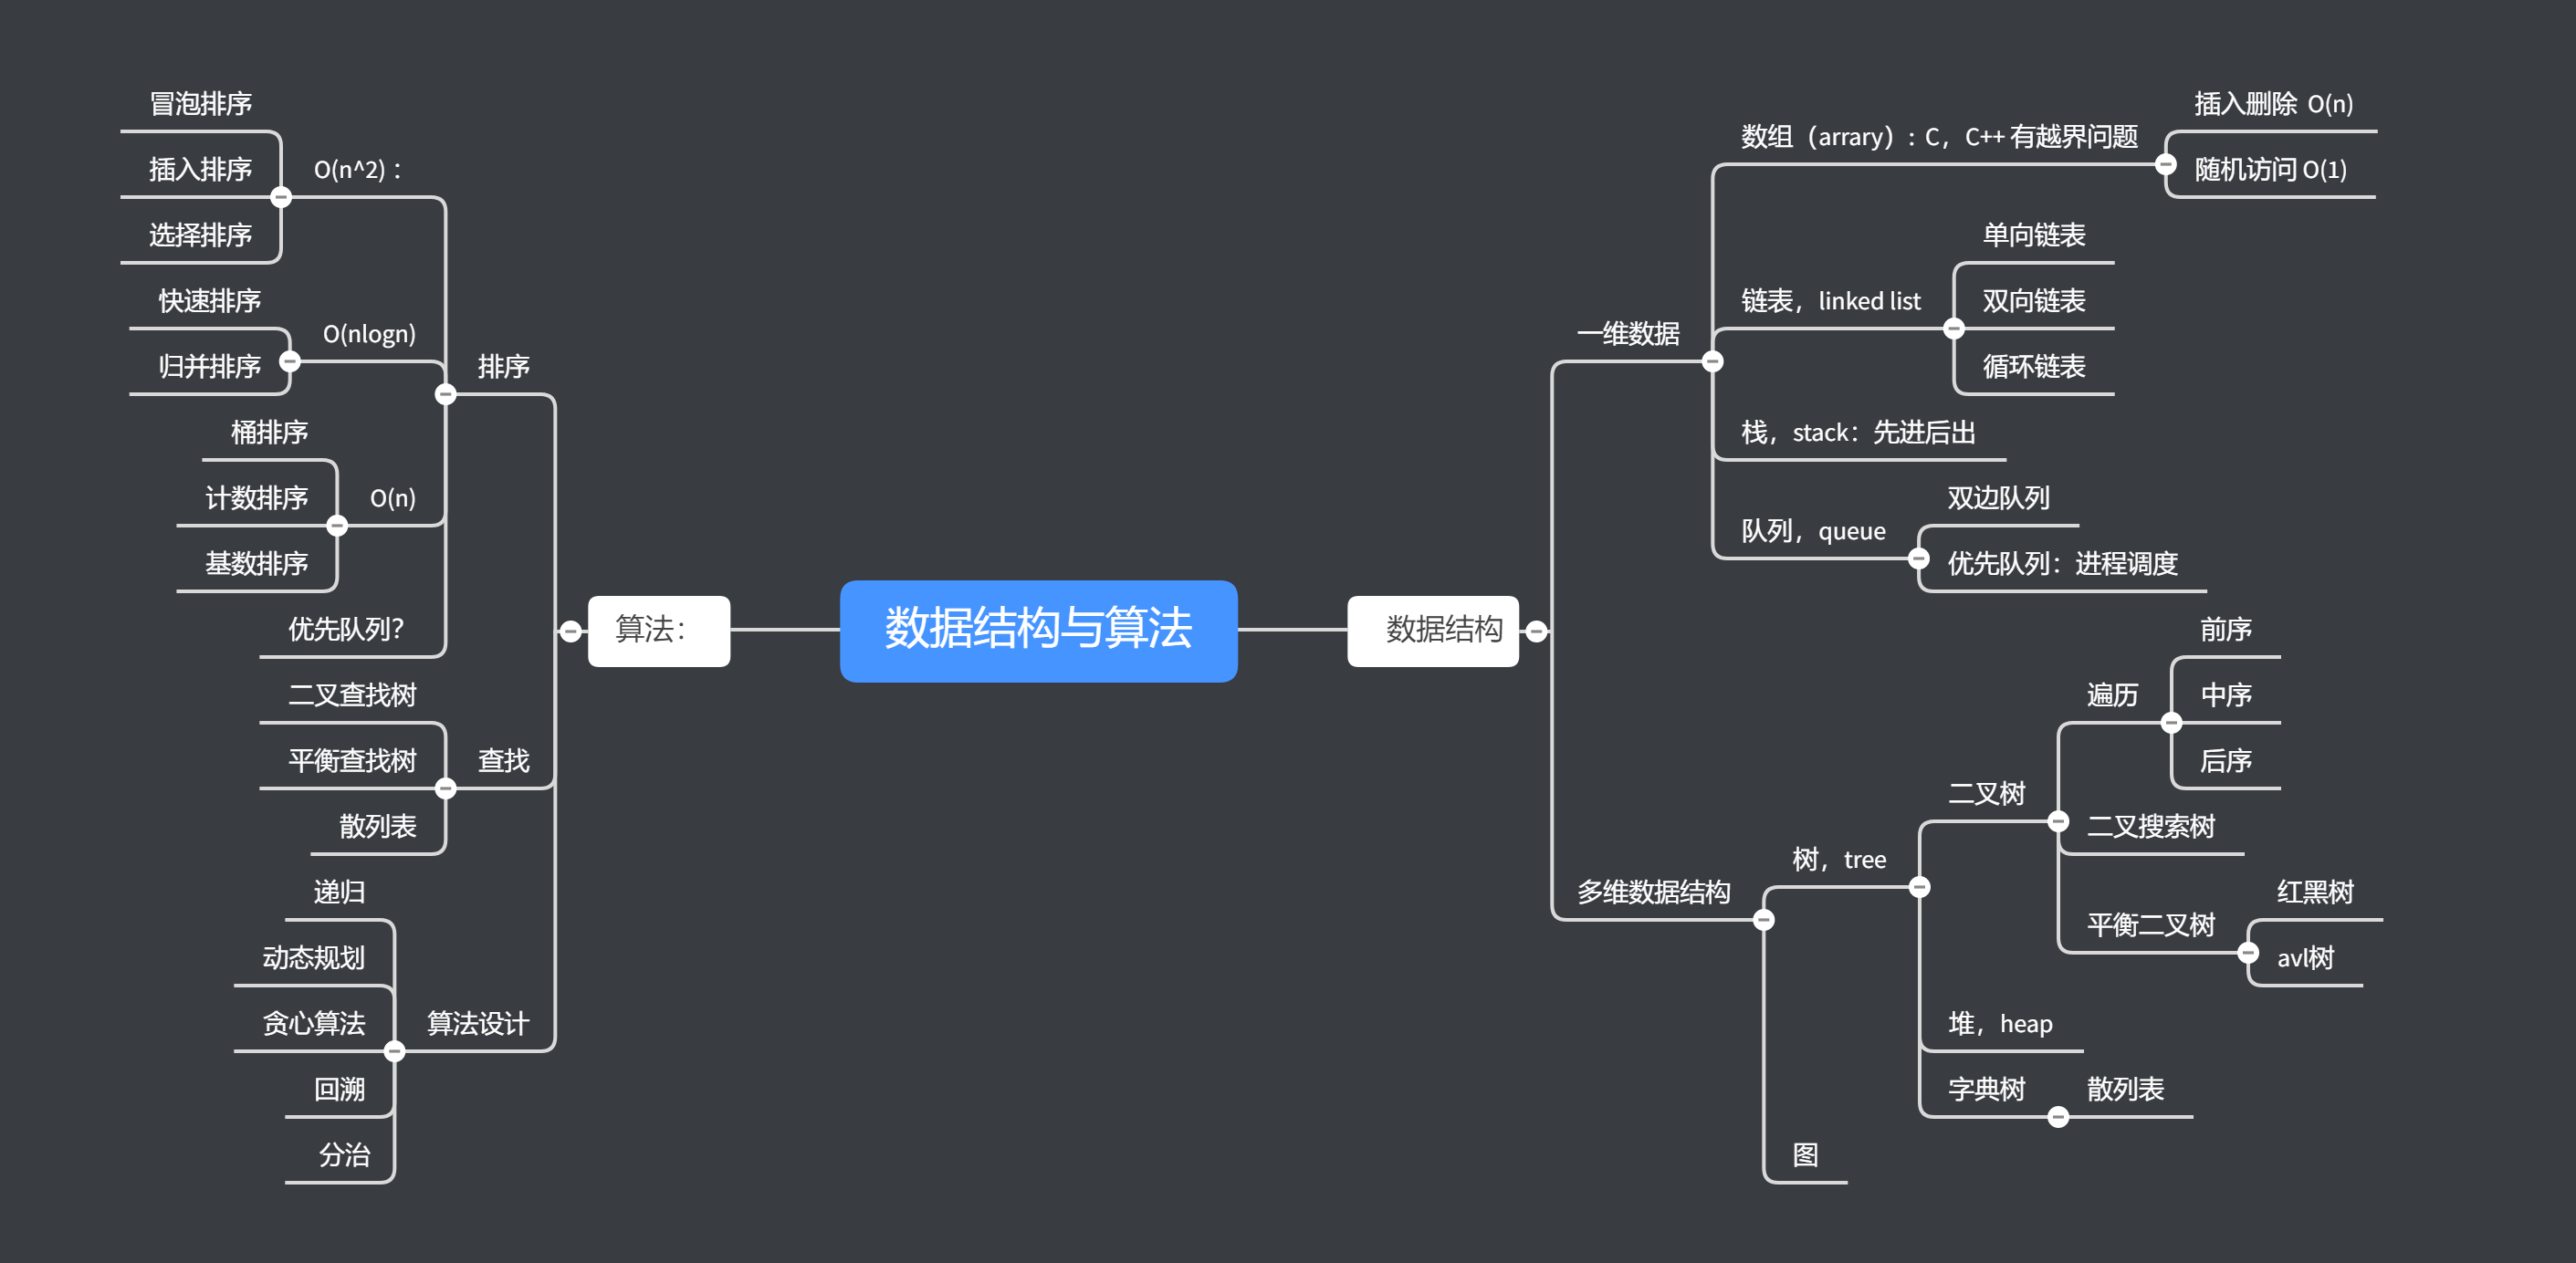 数据结构与算法
算法：
排序
O(n^2)：
冒泡排序
插入排序
选择排序
O(nlogn)
快速排序
归并排序
O(n)
桶排序
计数排序
基数排序
优先队列？
查找
二叉查找树
平衡查找树
散列表
算法设计
递归
动态规划
贪心算法
回溯
分治
数据结构
一维数据
数组（arrary）: C，C++ 有越界问题
插入删除 O(n)
随机访问 O(1)
链表，linked list
单向链表
双向链表
循环链表
栈，stack：先进后出
队列，queue
双边队列
优先队列：进程调度
多维数据结构
树，tree
二叉树
遍历
前序
中序
后序
二叉搜索树
平衡二叉树
红黑树
avl树
堆，heap
字典树
散列表
图